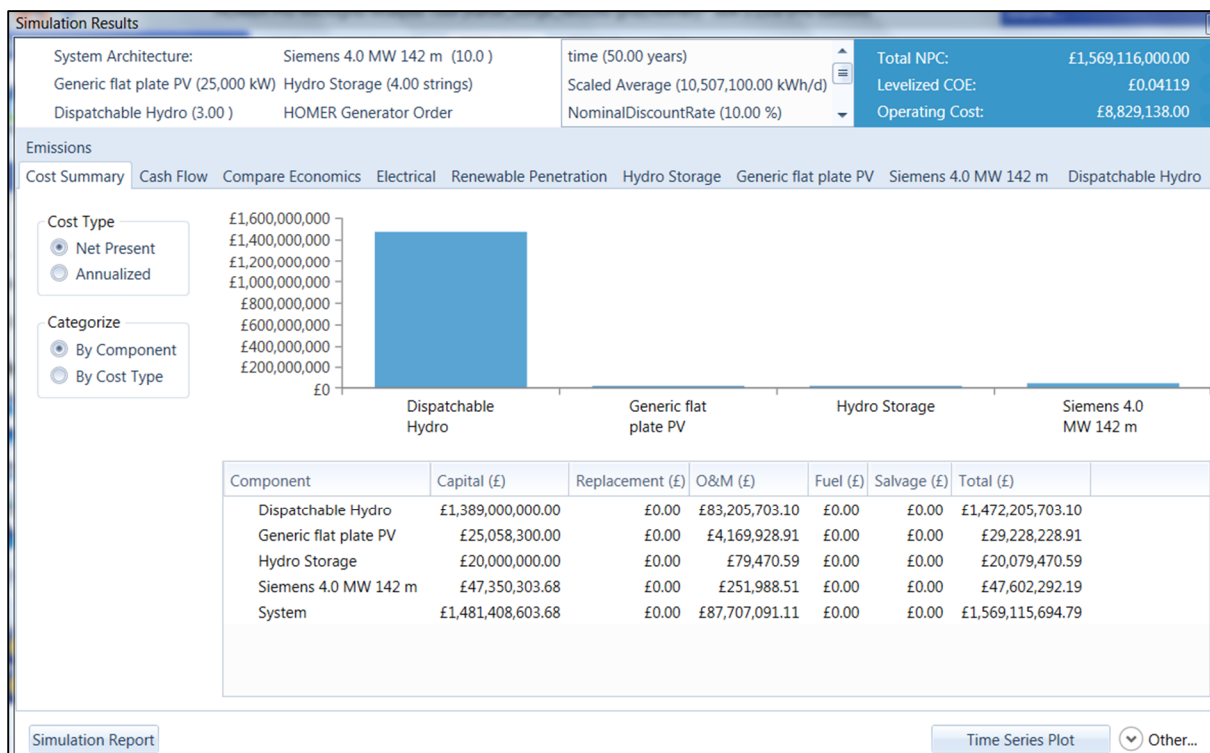 Simulation Results
System Architecture: Siemens 4.0 MW 142 m (10.0 )
Generic flat plate PV (25,000 kW) Hydro Storage (4.00 strings)
Dispatchable Hydro (3.00 ) HOMER Generator Order
time (50.00 years)
Scaled Average (10,507,100.00 kWh/d)
NominalDiscountRate (10.00 %)
Total NPC: £1,569,116,000.00
Levelized COE: £0.04119
Operating Cost: £8,829,138.00
Emissions
Cost Summary Cash Flow Compare Economics Electrical Renewable Penetration Hydro Storage Generic flat plate PV Siemens 4.0 MW 142 m Dispatchable Hydro
Cost Type
Net Present
Annualized
Categorize
By Component
By Cost Type
£1,600,000,000
£1,400,000,000
£1,200,000,000
£1,000,000,000
£800,000,000
£600,000,000
£400,000,000
£200,000,000
£0
Dispatchable Hydro
Generic flat plate PV
Hydro Storage
Siemens 4.0 MW 142 m
Component Capital (£) Replacement (£) O&M (£) Fuel (£) Salvage (£) Total (£)
Dispatchable Hydro £1,389,000,000.00 £0.00 £83,205,703.10 £0.00 £0.00 £1,472,205,703.10
Generic flat plate PV £25,058,300.00 £0.00 £4,169,928.91 £0.00 £0.00 £29,228,228.91
Hydro Storage £20,000,000.00 £0.00 £79,470.59 £0.00 £0.00 £20,079,470.59
Siemens 4.0 MW 142 m £47,350,303.68 £0.00 £251,988.51 £0.00 £0.00 £47,602,292.19
System £1,481,408,603.68 £0.00 £87,707,091.11 £0.00 £0.00 £1,569,115,694.79
Simulation Report
Time Series Plot
Other...